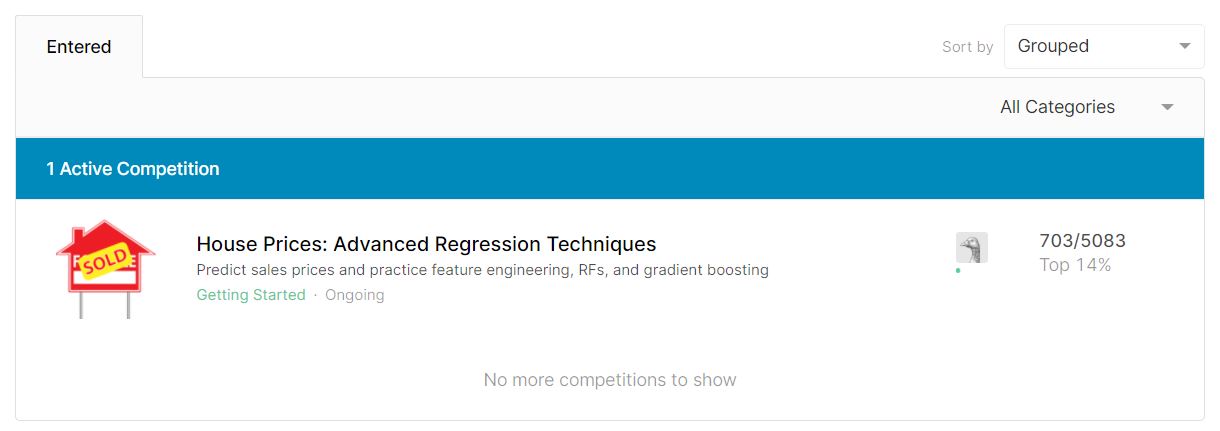 Entered
Sort by Grouped
All Categories
1 Active Competition
SOLD
House Prices: Advanced Regression Techniques
703/5083
Predict sales prices and practice feature engineering, RFs, and gradient boosting
Top 14%
Getting Started · Ongoing
No more competitions to show